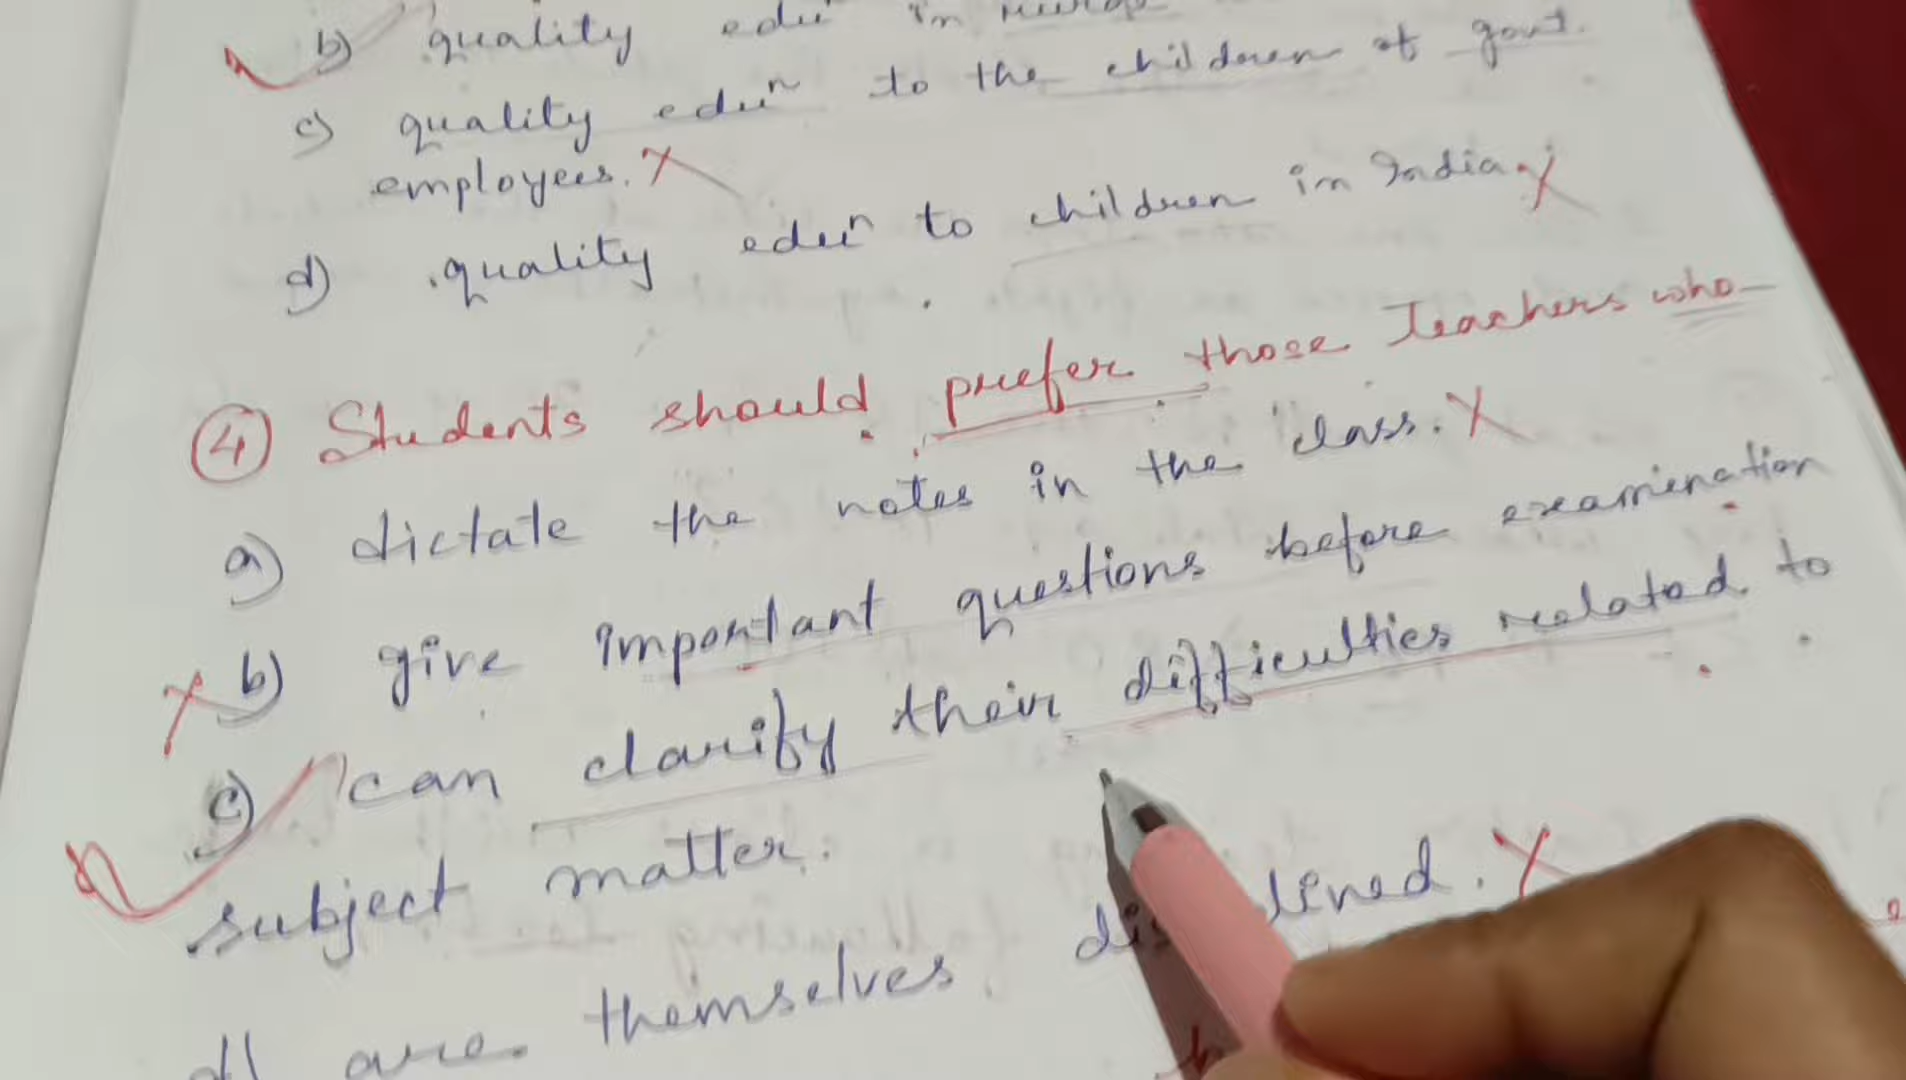 b) quality edun in
c) quality edun to the children of govt.
employees. X
d) quality edun to children in India. X
④ Students should prefer those Teachers who—
a) dictate the notes in the class. X
X b) give important questions before examination
c) can clarify their difficulties related to
subject matter.
d) are themselves